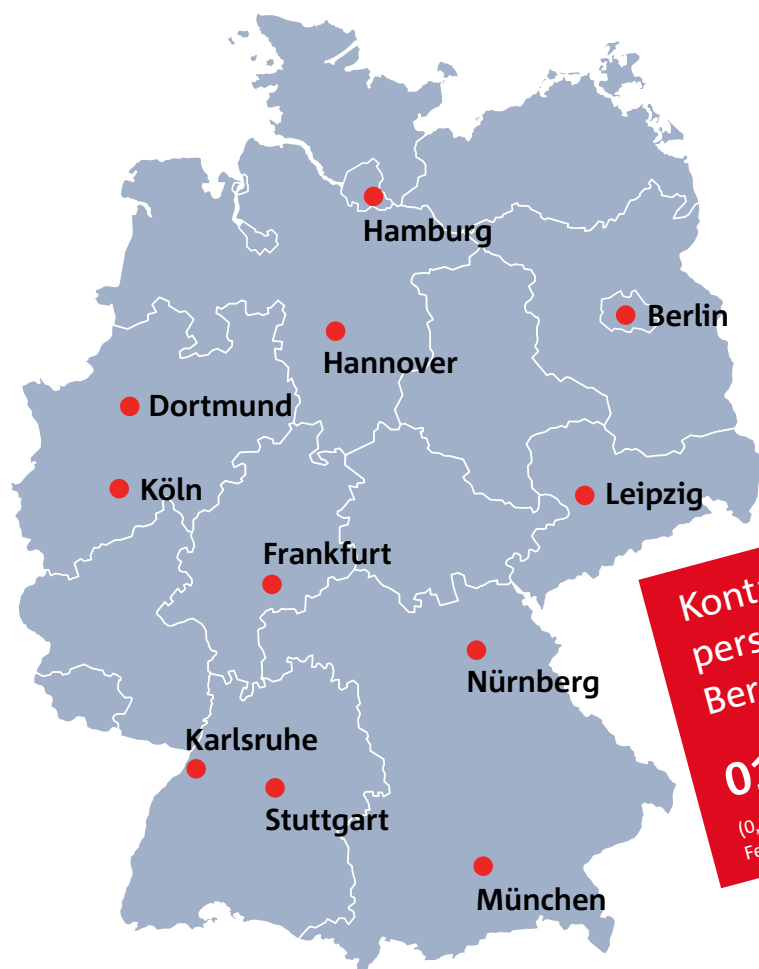 Hamburg
Berlin
Hannover
Dortmund
Köln
Leipzig
Frankfurt
Nürnberg
Karlsruhe
Stuttgart
München